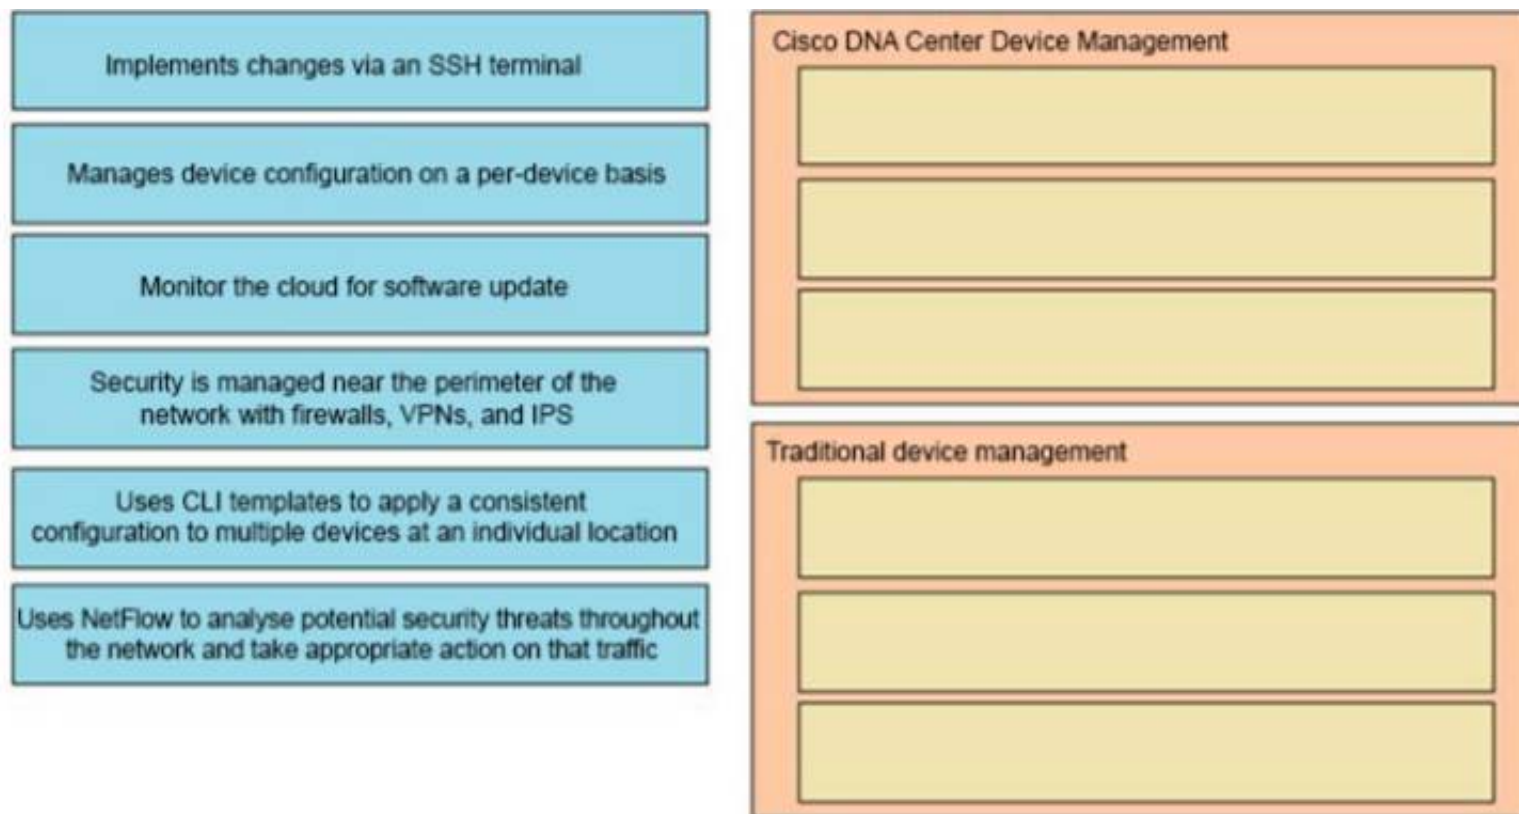 Implements changes via an SSH terminal
Manages device configuration on a per-device basis
Monitor the cloud for software update
Security is managed near the perimeter of the
network with firewalls, VPNs, and IPS
Uses CLI templates to apply a consistent
configuration to multiple devices at an individual location
Uses NetFlow to analyse potential security threats throughout
the network and take appropriate action on that traffic
Cisco DNA Center Device Management
Traditional device management